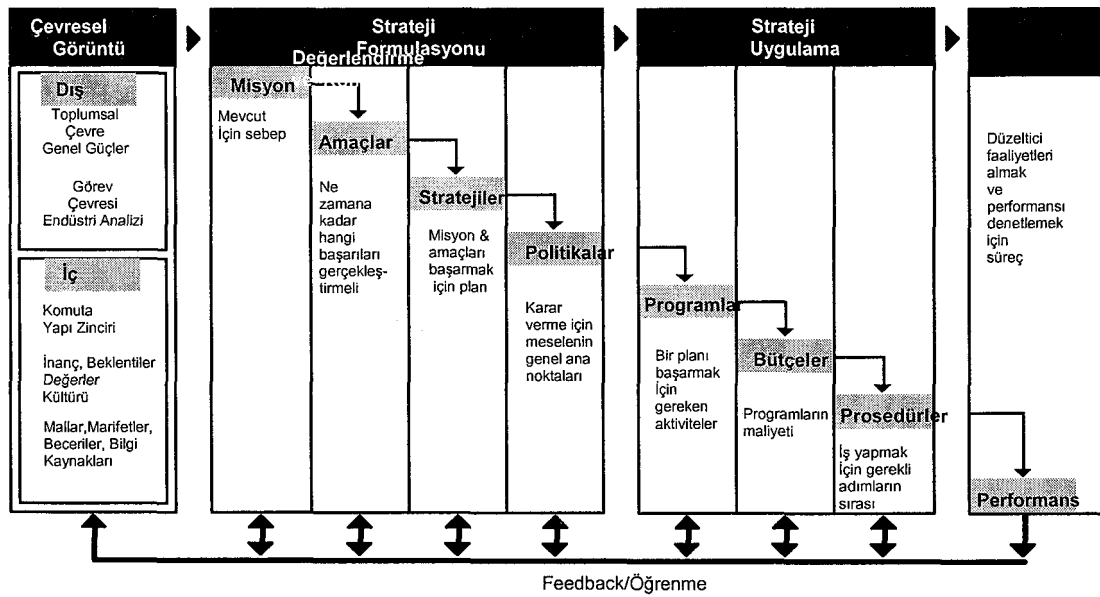 Çevresel
Görüntü
Strateji
Formulasyonu
Değerlendirme
Strateji
Uygulama
Dış
Toplumsal
Çevre
Genel Güçler
Görev
Çevresi
Endüstri Analizi
İç
Komuta
Yapı Zinciri
İnanç, Beklentiler
Değerler
Kültürü
Mallar,Marifetler,
Beceriler, Bilgi
Kaynakları
Misyon
Mevcut
İçin sebep
Amaçlar
Ne
zamana
kadar
hangi
başarıları
gerçekleş-
tirmeli
Stratejiler
Misyon &
amaçları
başarmak
için plan
Politikalar
Karar
verme için
meselenin
genel ana
noktaları
Programlar
Bir planı
başarmak
İçin
gereken
aktiviteler
Bütçeler
Programların
maliyeti
Prosedürler
İş yapmak
İçin gerekli
adımların
sırası
Düzeltici
faaliyetleri
almak
ve
performansı
denetlemek
için
süreç
Performans
Feedback/Öğrenme